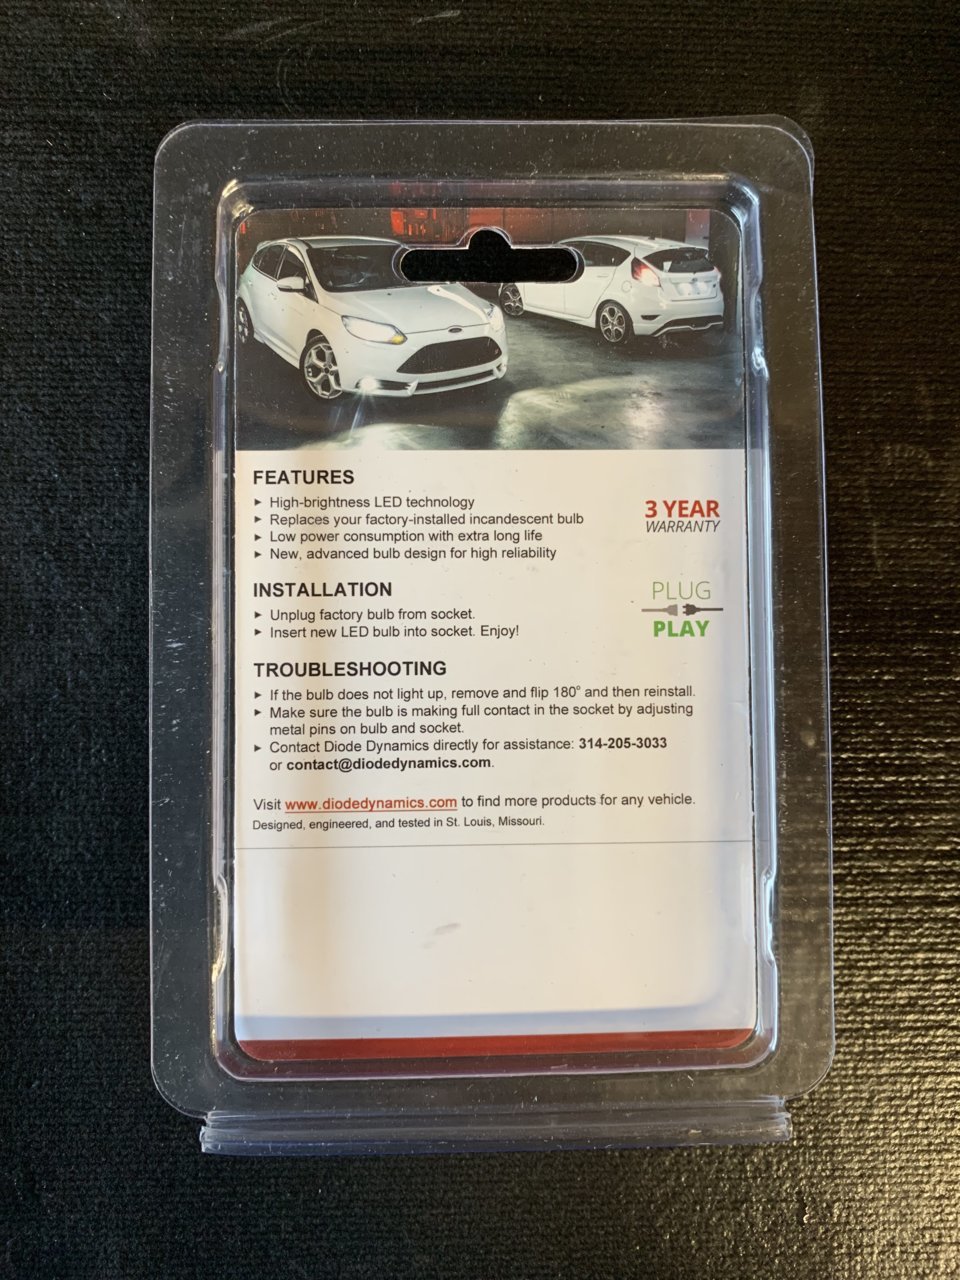 FEATURES
► High-brightness LED technology
► Replaces your factory-installed incandescent bulb
► Low power consumption with extra long life
► New, advanced bulb design for high reliability
3 YEAR
WARRANTY
INSTALLATION
► Unplug factory bulb from socket.
► Insert new LED bulb into socket. Enjoy!
PLUG
PLAY
TROUBLESHOOTING
► If the bulb does not light up, remove and flip 180° and then reinstall.
► Make sure the bulb is making full contact in the socket by adjusting
metal pins on bulb and socket.
► Contact Diode Dynamics directly for assistance: 314-205-3033
or contact@diodedynamics.com.
Visit www.diodedynamics.com to find more products for any vehicle.
Designed, engineered, and tested in St. Louis, Missouri.